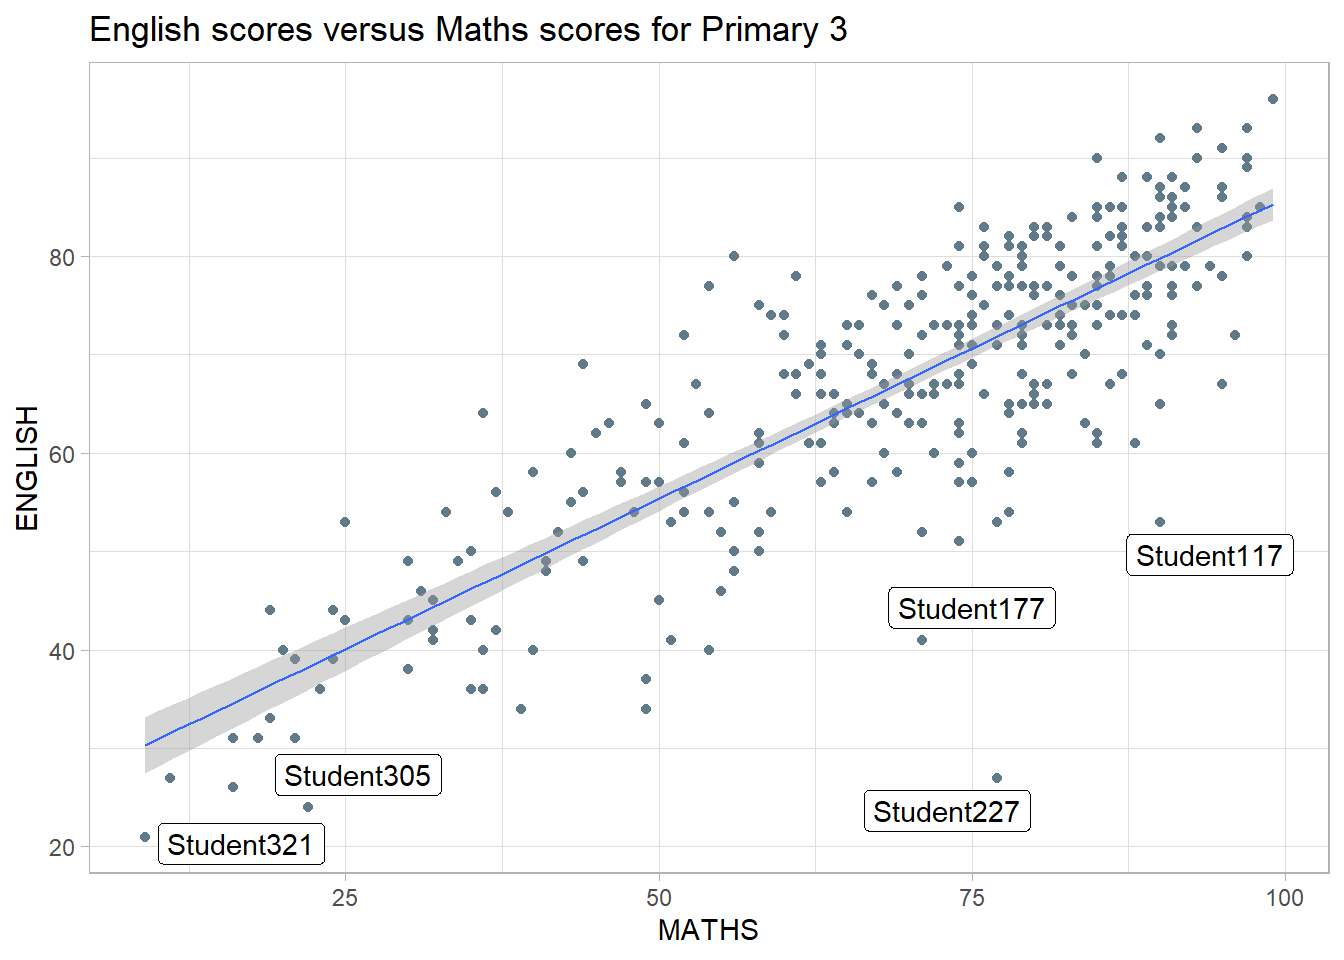 English scores versus Maths scores for Primary 3
ENGLISH
80
60
40
20
Student117
Student177
Student305
Student227
Student321
25 50 75 100
MATHS